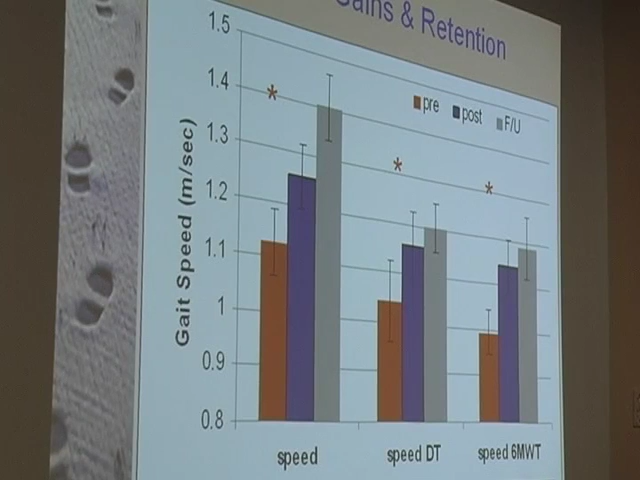 Gains & Retention
1.5
1.4
1.3
1.2
1.1
1
0.9
0.8
Gait Speed (m/sec)
* * *
pre post F/U
speed speed DT speed 6MWT